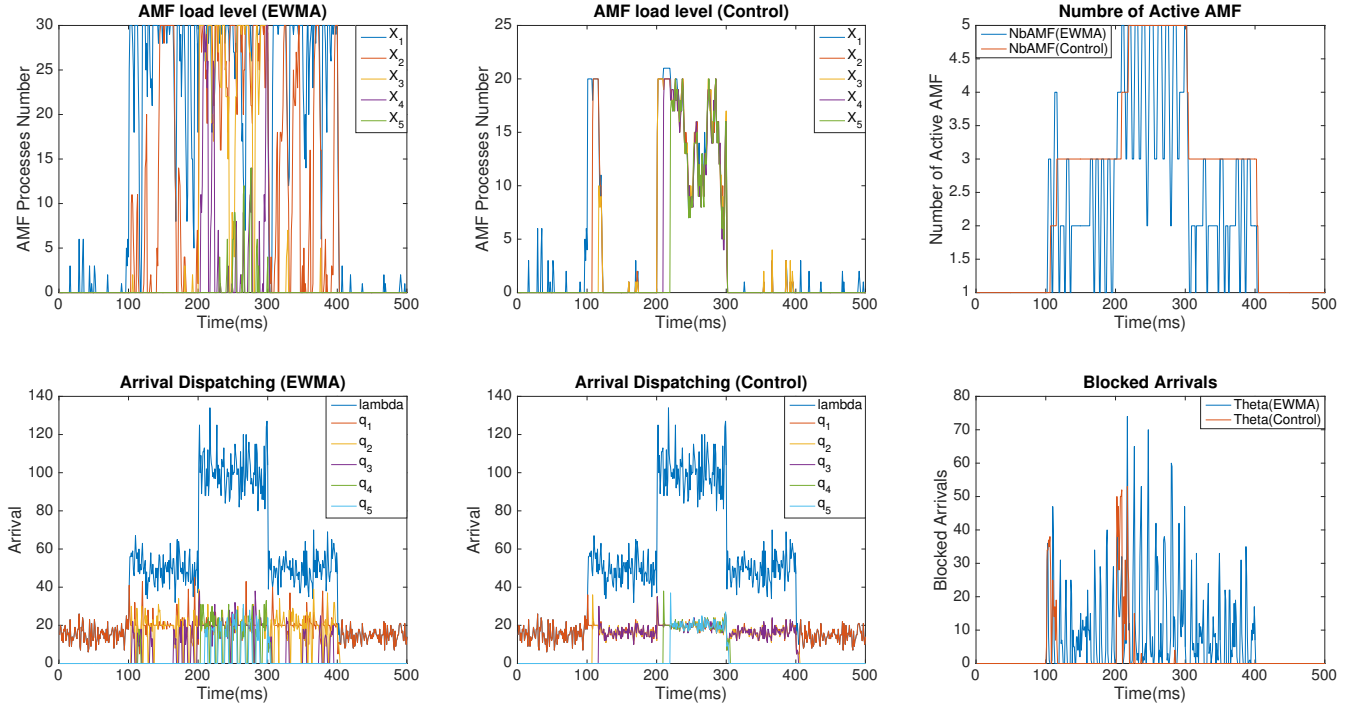 AMF load level (EWMA)
AMF Processes Number
30
25
20
15
10
5
0
0 100 200 300 400 500
Time(ms)
X1
X2
X3
X4
X5
AMF load level (Control)
AMF Processes Number
25
20
15
10
5
0
0 100 200 300 400 500
Time(ms)
X1
X2
X3
X4
X5
Numbre of Active AMF
Number of Active AMF
5
4.5
4
3.5
3
2.5
2
1.5
1
0 100 200 300 400 500
Time(ms)
NbAMF(EWMA)
NbAMF(Control)
Arrival Dispatching (EWMA)
Arrival
140
120
100
80
60
40
20
0
0 100 200 300 400 500
Time(ms)
lambda
q1
q2
q3
q4
q5
Arrival Dispatching (Control)
Arrival
140
120
100
80
60
40
20
0
0 100 200 300 400 500
Time(ms)
lambda
q1
q2
q3
q4
q5
Blocked Arrivals
Blocked Arrivals
80
70
60
50
40
30
20
10
0
0 100 200 300 400 500
Time(ms)
Theta(EWMA)
Theta(Control)